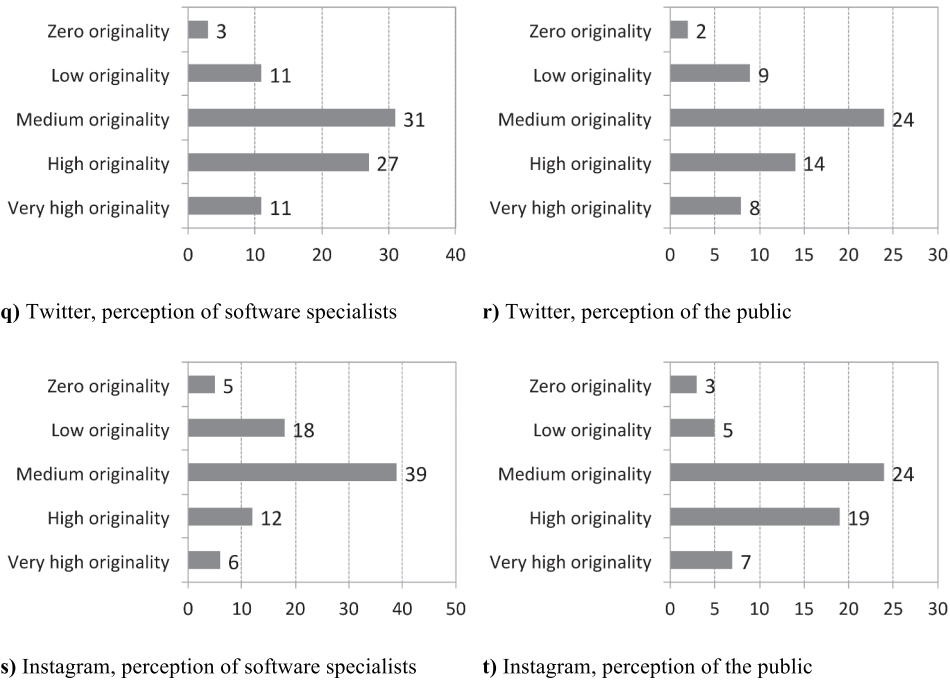 Zero originality 3
Low originality 11
Medium originality 31
High originality 27
Very high originality 11
0 10 20 30 40
q) Twitter, perception of software specialists
Zero originality 2
Low originality 9
Medium originality 24
High originality 14
Very high originality 8
0 5 10 15 20 25 30
r) Twitter, perception of the public
Zero originality 5
Low originality 18
Medium originality 39
High originality 12
Very high originality 6
0 10 20 30 40 50
s) Instagram, perception of software specialists
Zero originality 3
Low originality 5
Medium originality 24
High originality 19
Very high originality 7
0 5 10 15 20 25 30
t) Instagram, perception of the public